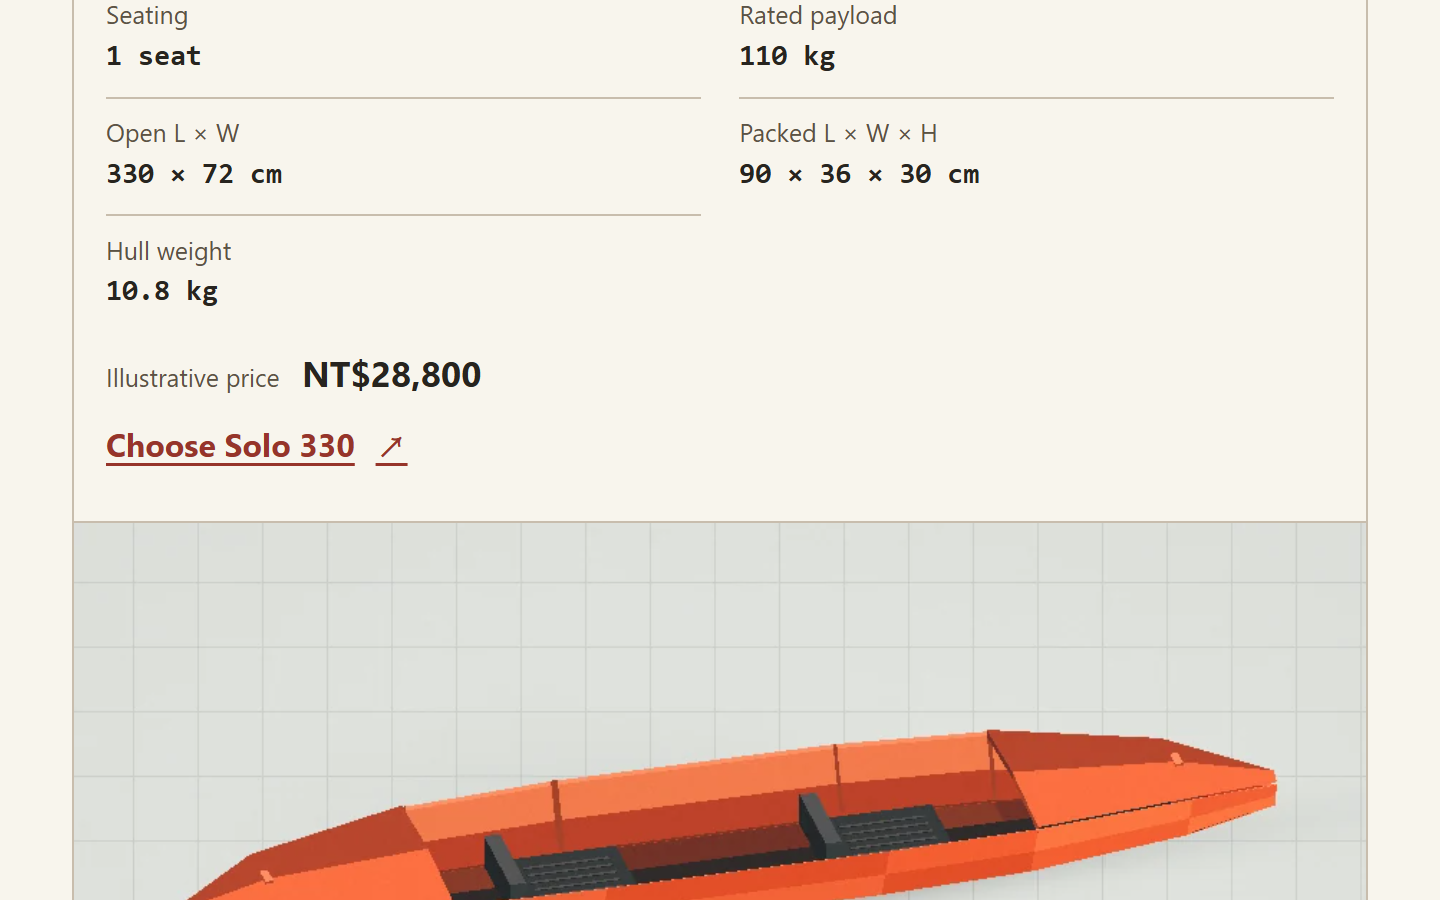 Seating
1 seat
Rated payload
110 kg
Open L × W
330 × 72 cm
Packed L × W × H
90 × 36 × 30 cm
Hull weight
10.8 kg
Illustrative price NT$28,800
Choose Solo 330 ↗